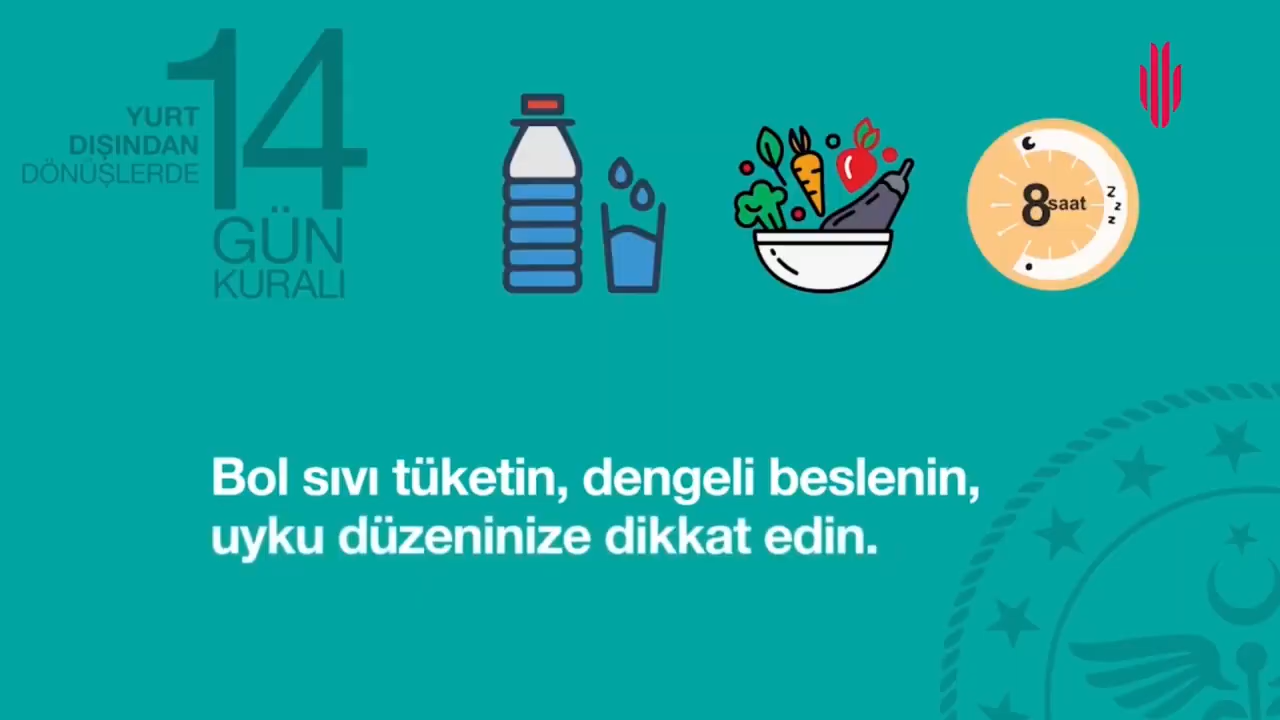 YURT
DIŞINDAN
DÖNÜŞLERDE
14
GÜN
KURALI
8saat
z
z
z
Bol sıvı tüketin, dengeli beslenin,
uyku düzeninize dikkat edin.